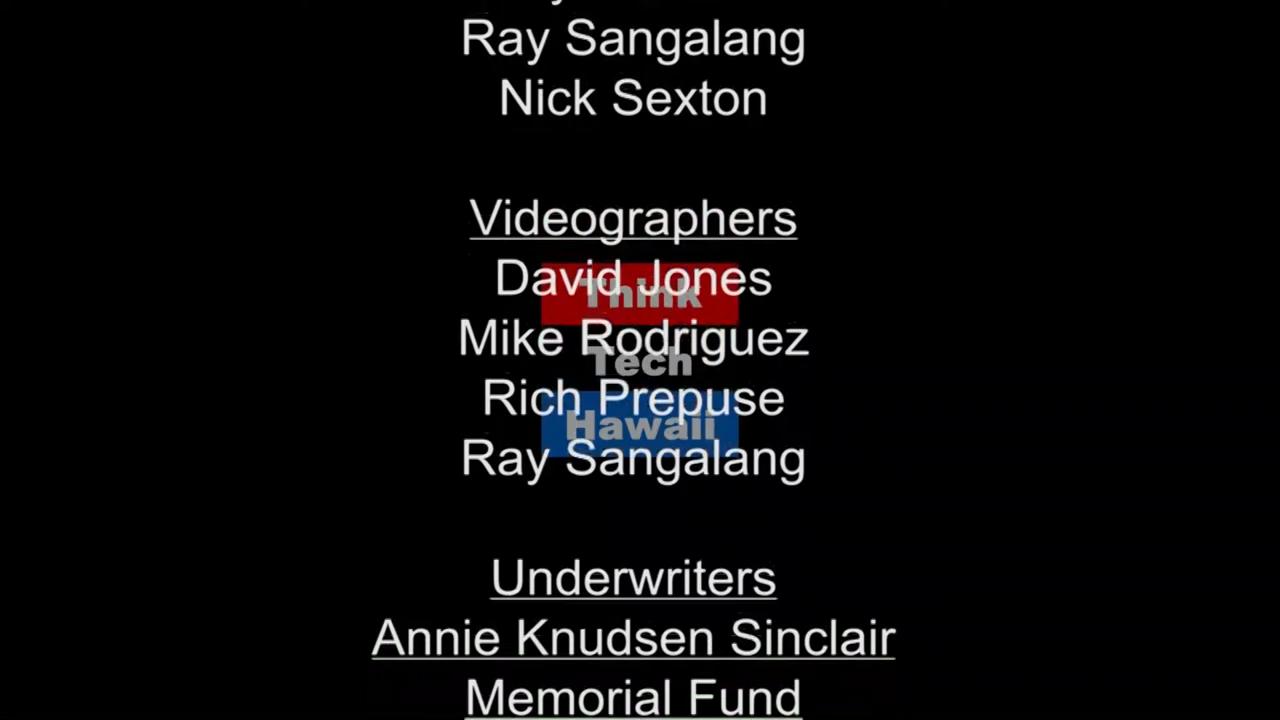 Ray Sangalang
Nick Sexton
Videographers
David Jones
Think
Mike Rodriguez
Tech
Rich Prepuse
Hawaii
Ray Sangalang
Underwriters
Annie Knudsen Sinclair
Memorial Fund